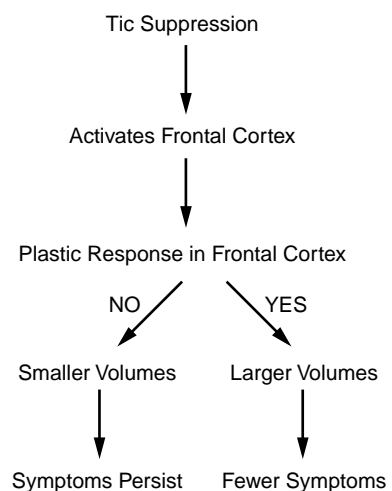 Tic Suppression
Activates Frontal Cortex
Plastic Response in Frontal Cortex
NO
YES
Smaller Volumes
Larger Volumes
Symptoms Persist
Fewer Symptoms